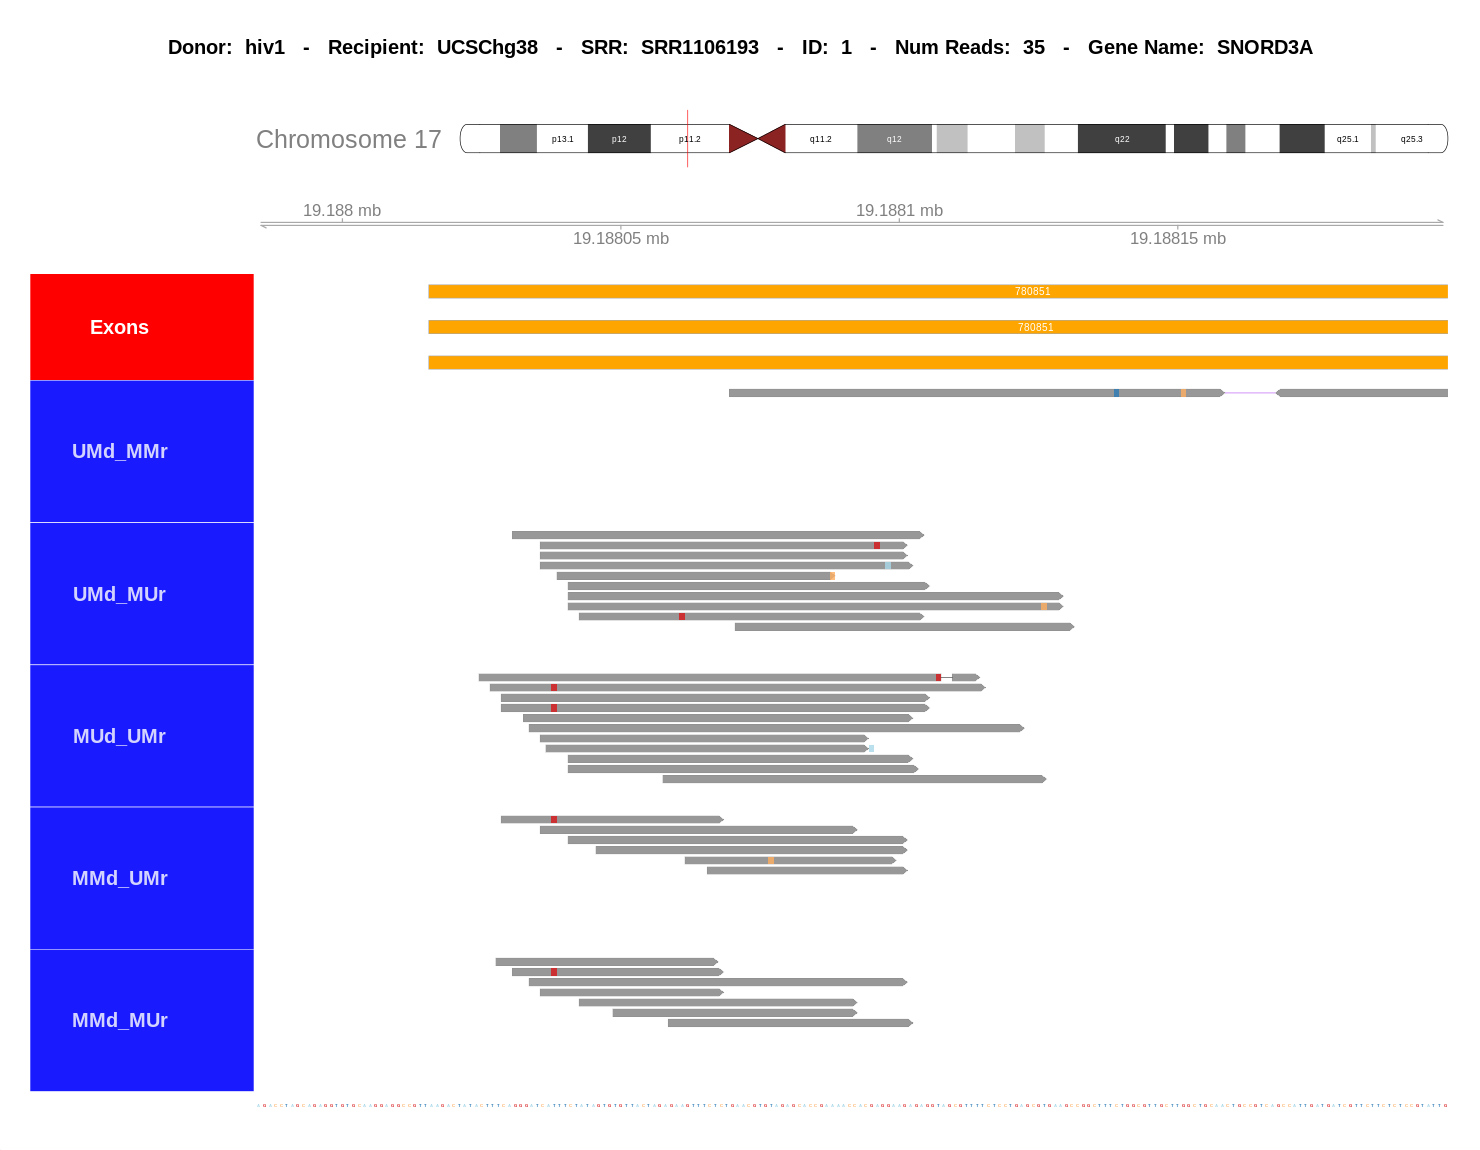 Donor: hiv1 - Recipient: UCSChg38 - SRR: SRR1106193 - ID: 1 - Num Reads: 35 - Gene Name: SNORD3A
Chromosome 17
p13.1 p12 p11.2 q11.2 q12 q22 q25.1 q25.3
19.188 mb 19.1881 mb
19.18805 mb 19.18815 mb
Exons
780851
780851
UMd_MMr
UMd_MUr
MUd_UMr
MMd_UMr
MMd_MUr